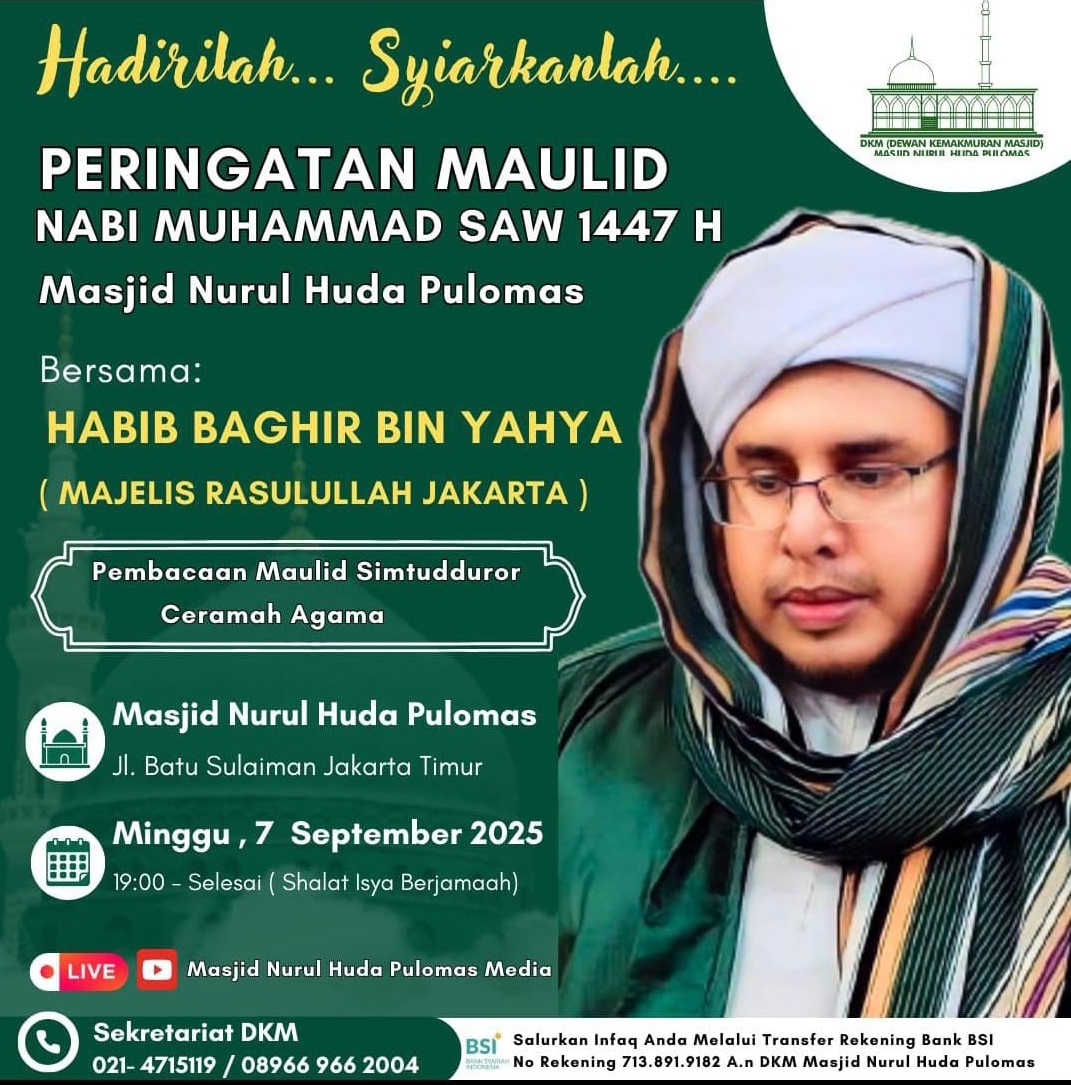 Hadirilah... Syiarkanlah....
DKM (DEWAN KEMAKMURAN MASJID)
MASJID NURUL HUDA PULOMAS
PERINGATAN MAULID
NABI MUHAMMAD SAW 1447 H
Masjid Nurul Huda Pulomas
Bersama:
HABIB BAGHIR BIN YAHYA
( MAJELIS RASULULLAH JAKARTA )
Pembacaan Maulid Simtudduror
Ceramah Agama
Masjid Nurul Huda Pulomas
Jl. Batu Sulaiman Jakarta Timur
Minggu , 7 September 2025
19:00 - Selesai ( Shalat Isya Berjamaah)
LIVE Masjid Nurul Huda Pulomas Media
Sekretariat DKM
021- 4715119 / 08966 966 2004
BSI
BANK SYARIAH
INDONESIA
Salurkan Infaq Anda Melalui Transfer Rekening Bank BSI
No Rekening 713.891.9182 A.n DKM Masjid Nurul Huda Pulomas